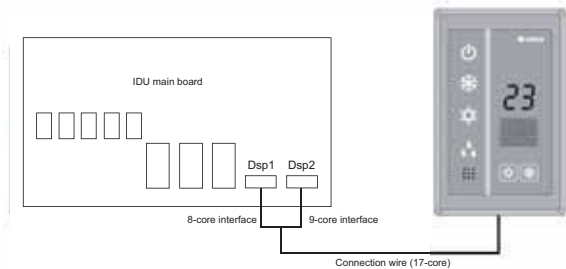 IDU main board
23
Dsp1 Dsp2
8-core interface 9-core interface
Connection wire (17-core)